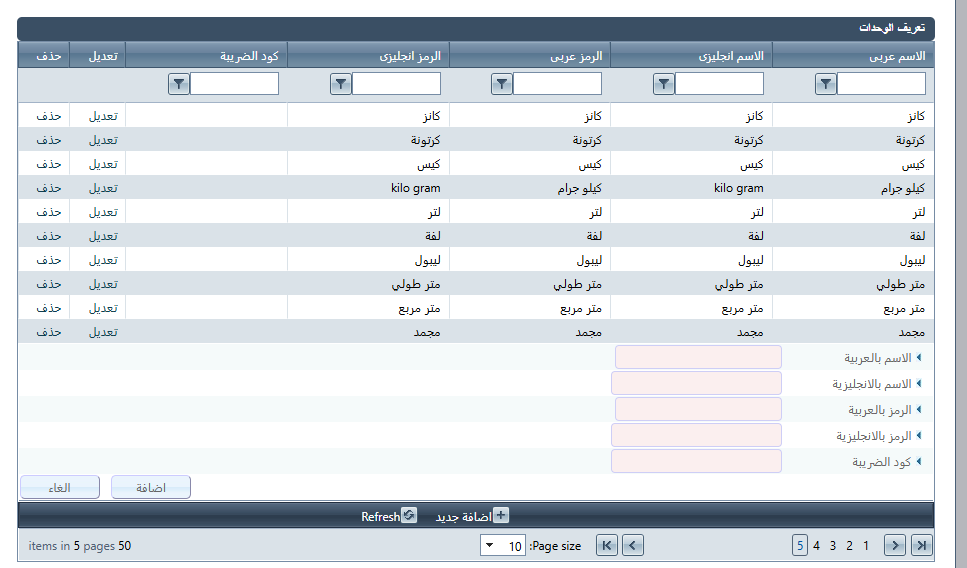 تعريف الوحدات
الاسم عربى الاسم انجليزى الرمز عربى الرمز انجليزى كود الضريبة تعديل حذف
كانز كانز كانز كانز تعديل حذف
كرتونة كرتونة كرتونة كرتونة تعديل حذف
كيس كيس كيس كيس تعديل حذف
كيلو جرام kilo gram كيلو جرام kilo gram تعديل حذف
لتر لتر لتر لتر تعديل حذف
لفة لفة لفة لفة تعديل حذف
ليبول ليبول ليبول ليبول تعديل حذف
متر طولي متر طولي متر طولي متر طولي تعديل حذف
متر مربع متر مربع متر مربع متر مربع تعديل حذف
مجمد مجمد مجمد مجمد تعديل حذف
الاسم بالعربية
الاسم بالانجليزية
الرمز بالعربية
الرمز بالانجليزية
كود الضريبة
اضافة الغاء
اضافة جديد Refresh
1 2 3 4 5 Page size: 10 items in 5 pages 50